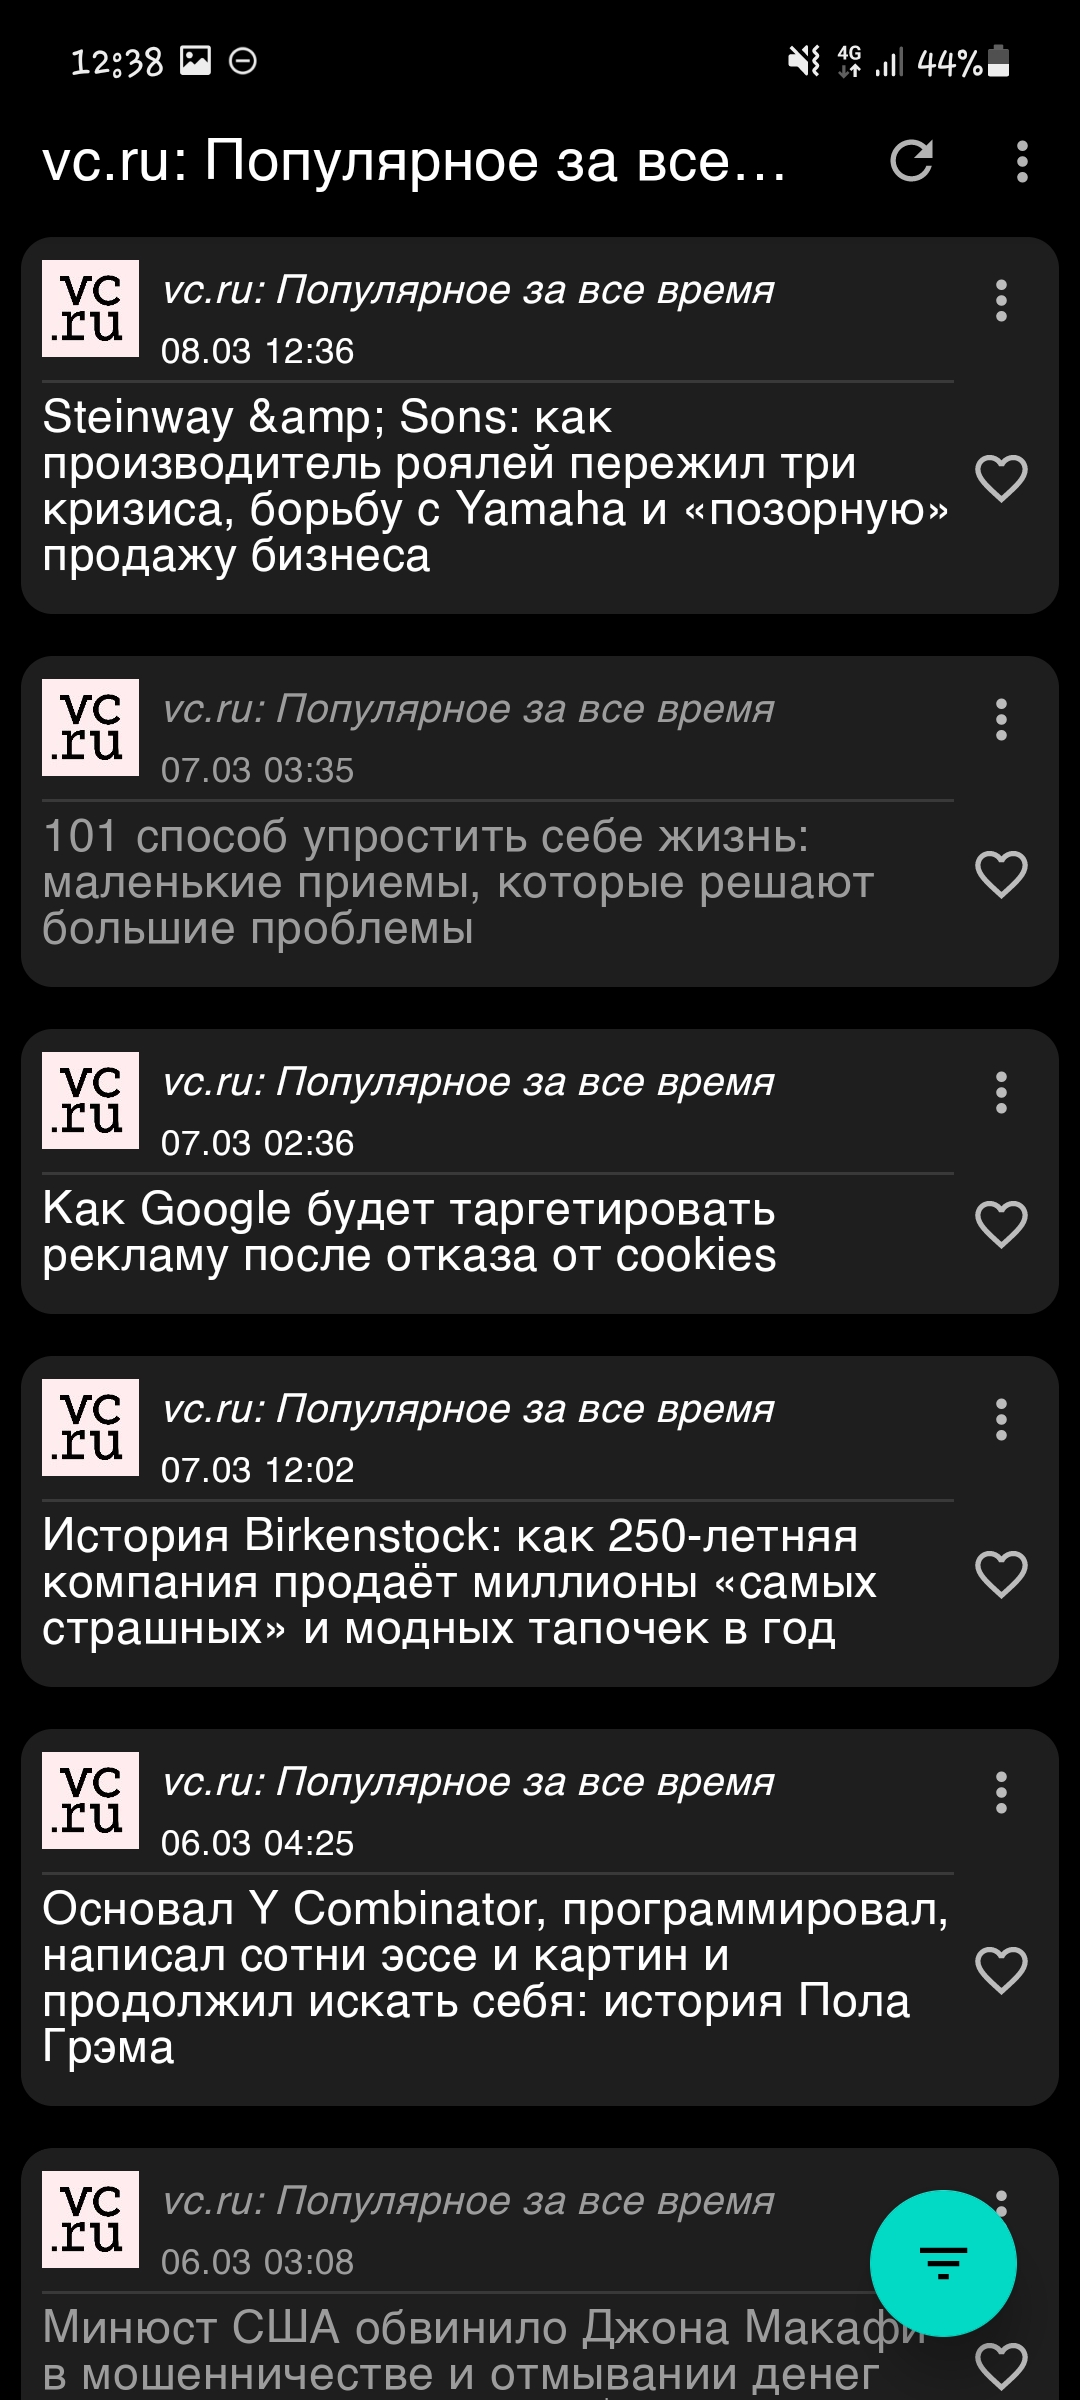 12:38
4G
44%
vc.ru: Популярное за все...
vc
.ru
vc.ru: Популярное за все время
08.03 12:36
Steinway &amp; Sons: как
производитель роялей пережил три
кризиса, борьбу с Yamaha и «позорную»
продажу бизнеса
vc
.ru
vc.ru: Популярное за все время
07.03 03:35
101 способ упростить себе жизнь:
маленькие приемы, которые решают
большие проблемы
vc
.ru
vc.ru: Популярное за все время
07.03 02:36
Как Google будет таргетировать
рекламу после отказа от cookies
vc
.ru
vc.ru: Популярное за все время
07.03 12:02
История Birkenstock: как 250-летняя
компания продаёт миллионы «самых
страшных» и модных тапочек в год
vc
.ru
vc.ru: Популярное за все время
06.03 04:25
Основал Y Combinator, программировал,
написал сотни эссе и картин и
продолжил искать себя: история Пола
Грэма
vc
.ru
vc.ru: Популярное за все время
06.03 03:08
Минюст США обвинило Джона Макафи
в мошенничестве и отмывании денег